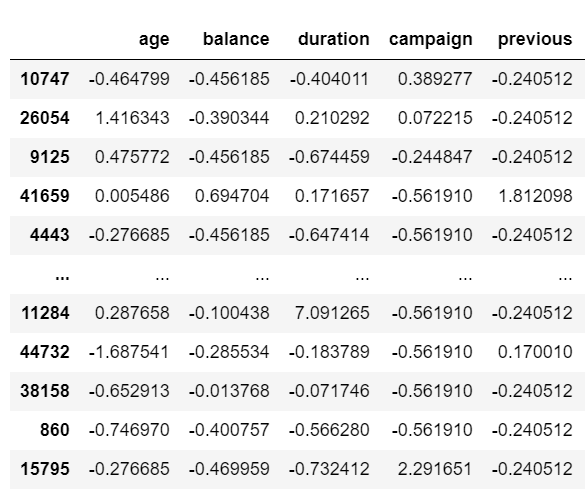 age balance duration campaign previous
10747 -0.464799 -0.456185 -0.404011 0.389277 -0.240512
26054 1.416343 -0.390344 0.210292 0.072215 -0.240512
9125 0.475772 -0.456185 -0.674459 -0.244847 -0.240512
41659 0.005486 0.694704 0.171657 -0.561910 1.812098
4443 -0.276685 -0.456185 -0.647414 -0.561910 -0.240512
... ... ... ... ... ...
11284 0.287658 -0.100438 7.091265 -0.561910 -0.240512
44732 -1.687541 -0.285534 -0.183789 -0.561910 0.170010
38158 -0.652913 -0.013768 -0.071746 -0.561910 -0.240512
860 -0.746970 -0.400757 -0.566280 -0.561910 -0.240512
15795 -0.276685 -0.469959 -0.732412 2.291651 -0.240512